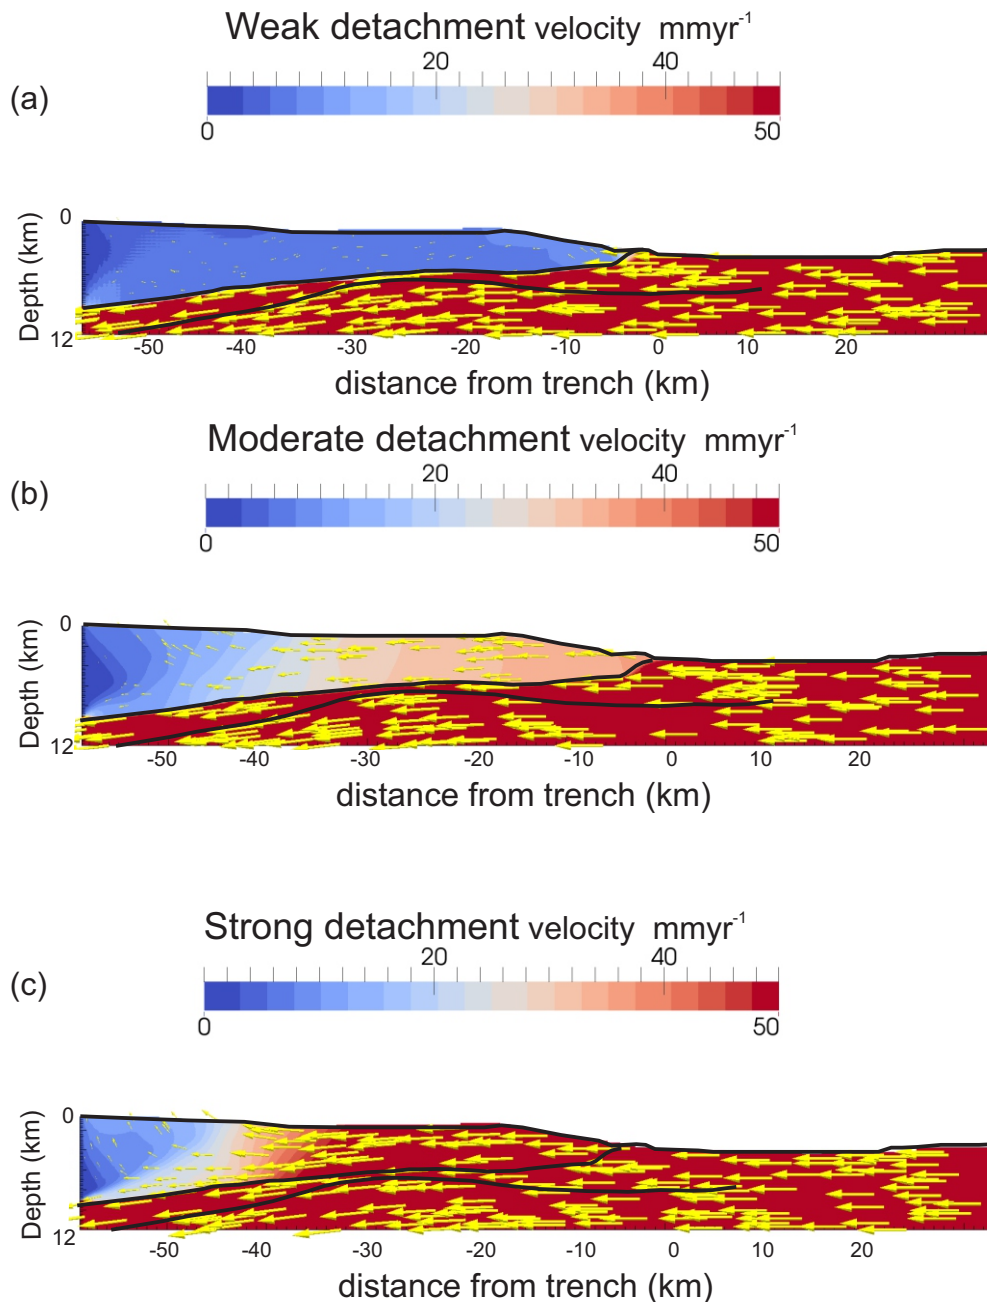 Weak detachment velocity mmyr-1
(a)
20 40
0 50
0
Depth (km)
12
-50 -40 -30 -20 -10 0 10 20
distance from trench (km)
Moderate detachment velocity mmyr-1
(b)
20 40
0 50
0
Depth (km)
12
-50 -40 -30 -20 -10 0 10 20
distance from trench (km)
Strong detachment velocity mmyr-1
(c)
20 40
0 50
0
Depth (km)
12
-50 -40 -30 -20 -10 0 10 20
distance from trench (km)